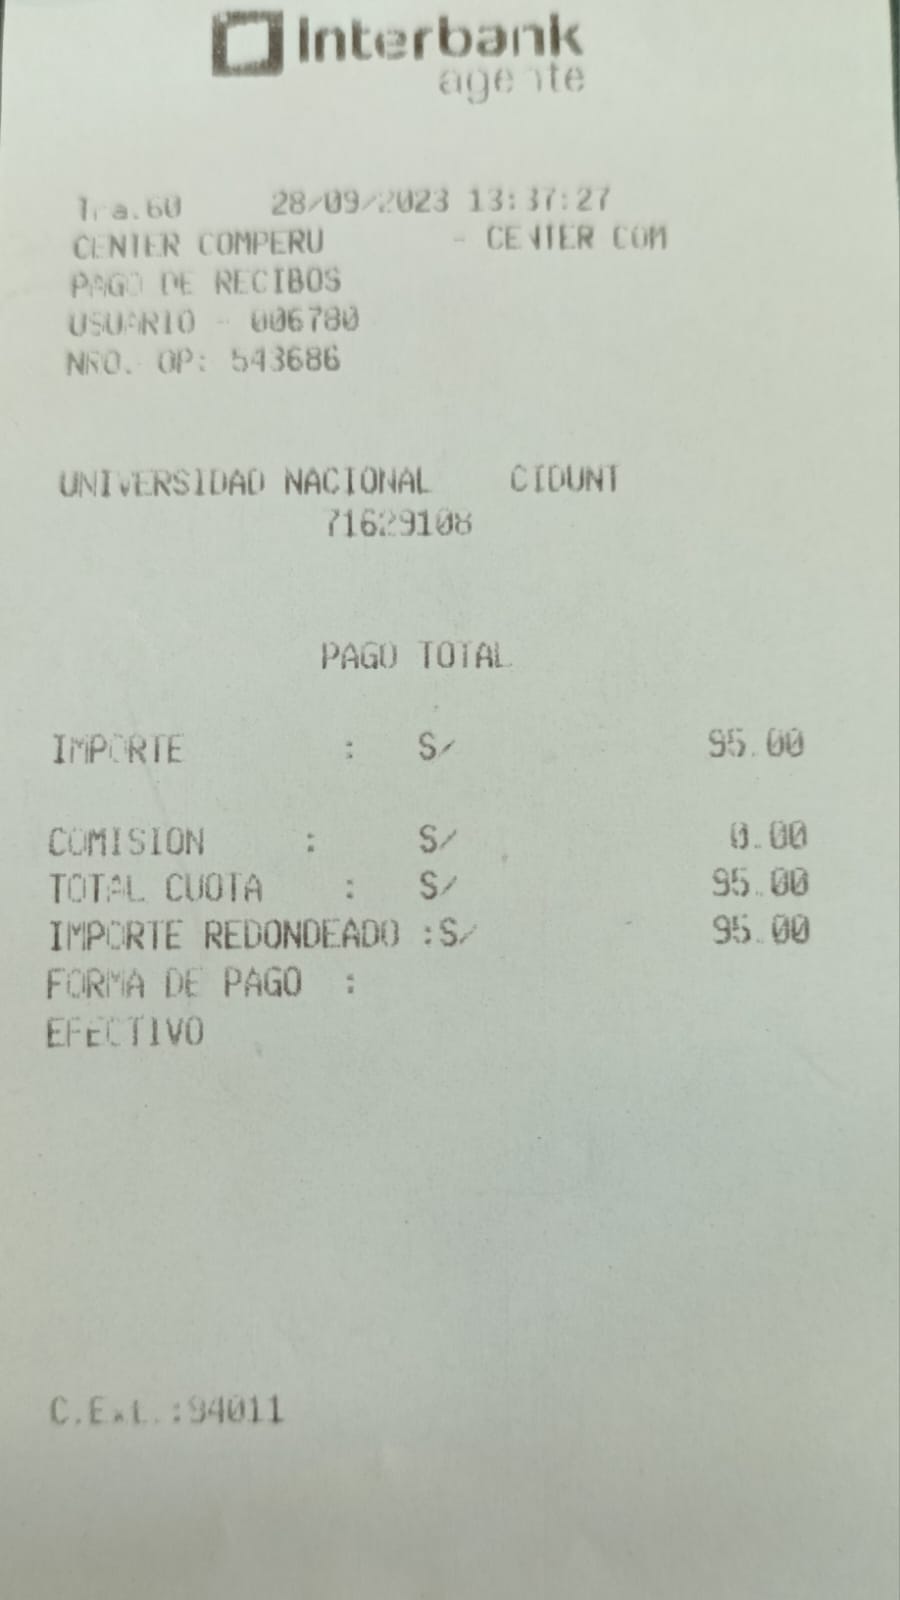 Interbank
agente
Tra.60 28/09/2023 13:37:27
CENTER COMPERU - CENTER COM
PAGO DE RECIBOS
USUARIO - 006780
NRO. OP: 543686
UNIVERSIDAD NACIONAL CIDUNT
71629108
PAGO TOTAL
IMPORTE : S/ 95.00
COMISION : S/ 0.00
TOTAL CUOTA : S/ 95.00
IMPORTE REDONDEADO :S/ 95.00
FORMA DE PAGO :
EFECTIVO
C.Ext.:94011